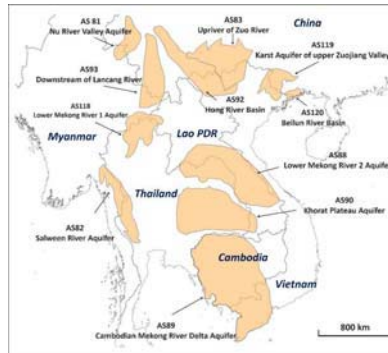 AS 81
Nu River Valley Aquifer
AS83
Upriver of Zuo River
China
AS119
Karst Aquifer of upper Zuojiang Valley
AS93
Downstream of Lancang River
AS92
Hong River Basin
AS120
Beilun River Basin
AS118
Lower Mekong River 1 Aquifer
Myanmar
Lao PDR
AS88
Lower Mekong River 2 Aquifer
Thailand
AS90
Khorat Plateau Aquifer
AS82
Salween River Aquifer
Cambodia
Vietnam
AS89
Cambodian Mekong River Delta Aquifer
800 km